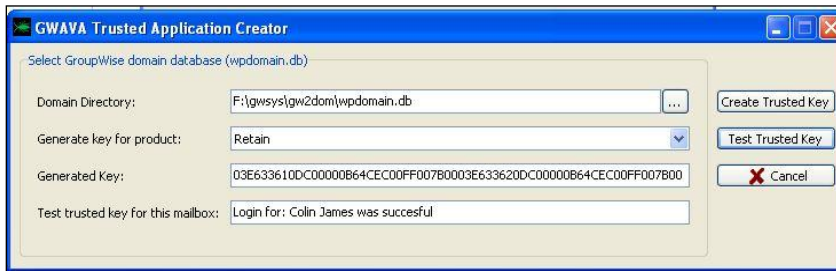 GWAVA Trusted Application Creator
Select GroupWise domain database (wpdomain.db)
Domain Directory: F:\gwsys\gw2dom\wpdomain.db ... Create Trusted Key
Generate key for product: Retain Test Trusted Key
Generated Key: 03E633610DC00000B64CEC00FF007B0003E633620DC00000B64CEC00FF007B00 Cancel
Test trusted key for this mailbox: Login for: Colin James was succesful